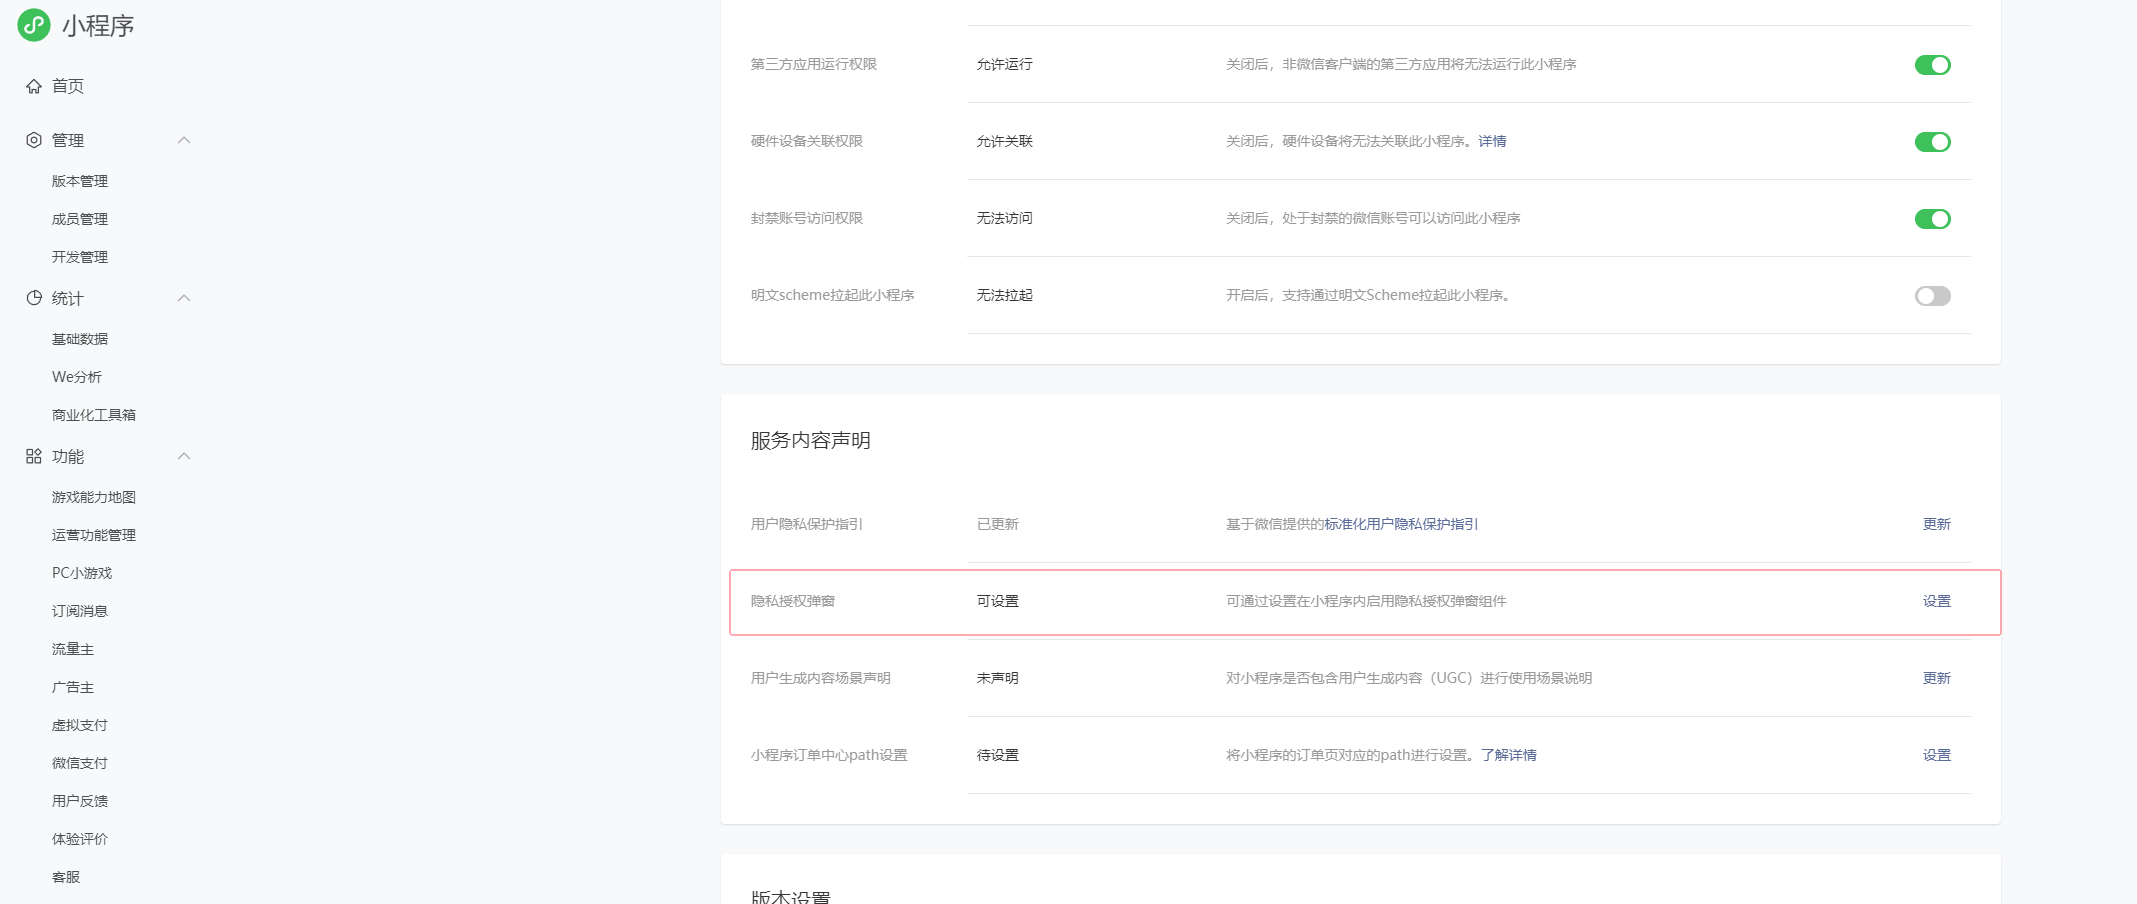 小程序
首页
管理
版本管理
成员管理
开发管理
统计
基础数据
We分析
商业化工具箱
功能
游戏能力地图
运营功能管理
PC小游戏
订阅消息
流量主
广告主
虚拟支付
微信支付
用户反馈
体验评价
客服
第三方应用运行权限 允许运行 关闭后，非微信客户端的第三方应用将无法运行此小程序
硬件设备关联权限 允许关联 关闭后，硬件设备将无法关联此小程序。详情
封禁账号访问权限 无法访问 关闭后，处于封禁的微信账号可以访问此小程序
明文scheme拉起此小程序 无法拉起 开启后，支持通过明文Scheme拉起此小程序。
服务内容声明
用户隐私保护指引 已更新 基于微信提供的标准化用户隐私保护指引 更新
隐私授权弹窗 可设置 可通过设置在小程序内启用隐私授权弹窗组件 设置
用户生成内容场景声明 未声明 对小程序是否包含用户生成内容（UGC）进行使用场景说明 更新
小程序订单中心path设置 待设置 将小程序的订单页对应的path进行设置。了解详情 设置
版本设置